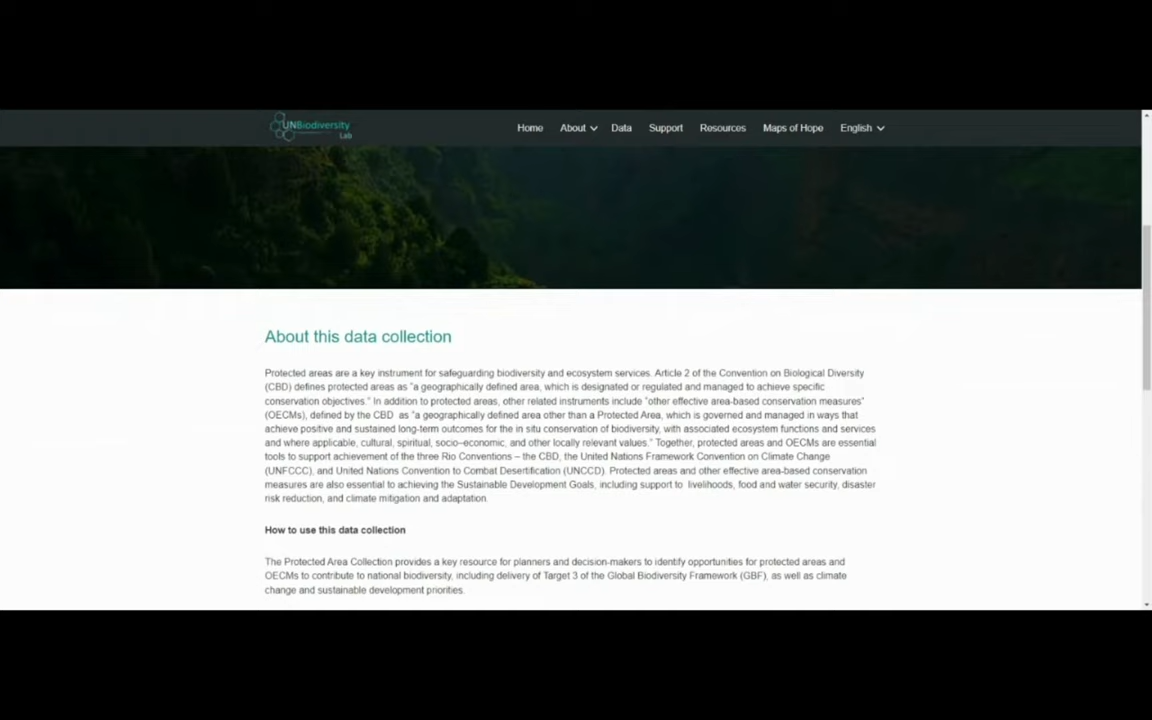 UNBiodiversity
Lab
Home About Data Support Resources Maps of Hope English
About this data collection
Protected areas are a key instrument for safeguarding biodiversity and ecosystem services. Article 2 of the Convention on Biological Diversity
(CBD) defines protected areas as "a geographically defined area, which is designated or regulated and managed to achieve specific
conservation objectives." In addition to protected areas, other related instruments include "other effective area-based conservation measures"
(OECMs), defined by the CBD as "a geographically defined area other than a Protected Area, which is governed and managed in ways that
achieve positive and sustained long-term outcomes for the in situ conservation of biodiversity, with associated ecosystem functions and services
and where applicable, cultural, spiritual, socio–economic, and other locally relevant values." Together, protected areas and OECMs are essential
tools to support achievement of the three Rio Conventions – the CBD, the United Nations Framework Convention on Climate Change
(UNFCCC), and United Nations Convention to Combat Desertification (UNCCD). Protected areas and other effective area-based conservation
measures are also essential to achieving the Sustainable Development Goals, including support to livelihoods, food and water security, disaster
risk reduction, and climate mitigation and adaptation.
How to use this data collection
The Protected Area Collection provides a key resource for planners and decision-makers to identify opportunities for protected areas and
OECMs to contribute to national biodiversity, including delivery of Target 3 of the Global Biodiversity Framework (GBF), as well as climate
change and sustainable development priorities.